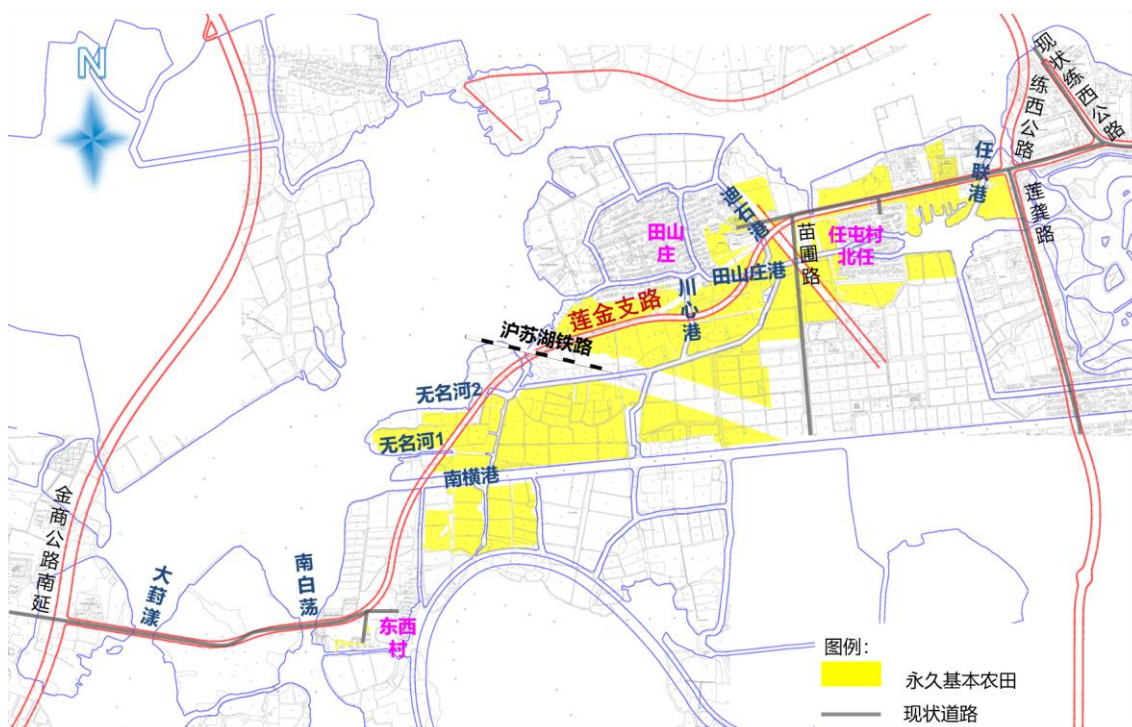 N
现状练西公路
练西公路
任联港
莲龚路
油石港
苗圃路
田山
庄
任屯村
北任
田山庄港
川心港
莲金支路
沪苏湖铁路
无名河2
无名河1
南横港
金商公路南延
大葑漾
南白荡
东西
村
图例：
永久基本农田
现状道路